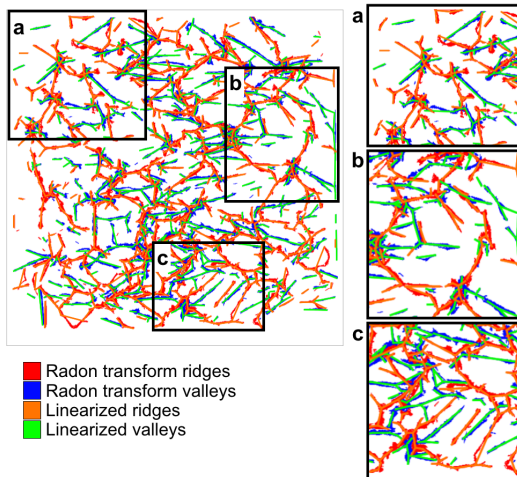 a
b
c
a
b
c
Radon transform ridges
Radon transform valleys
Linearized ridges
Linearized valleys